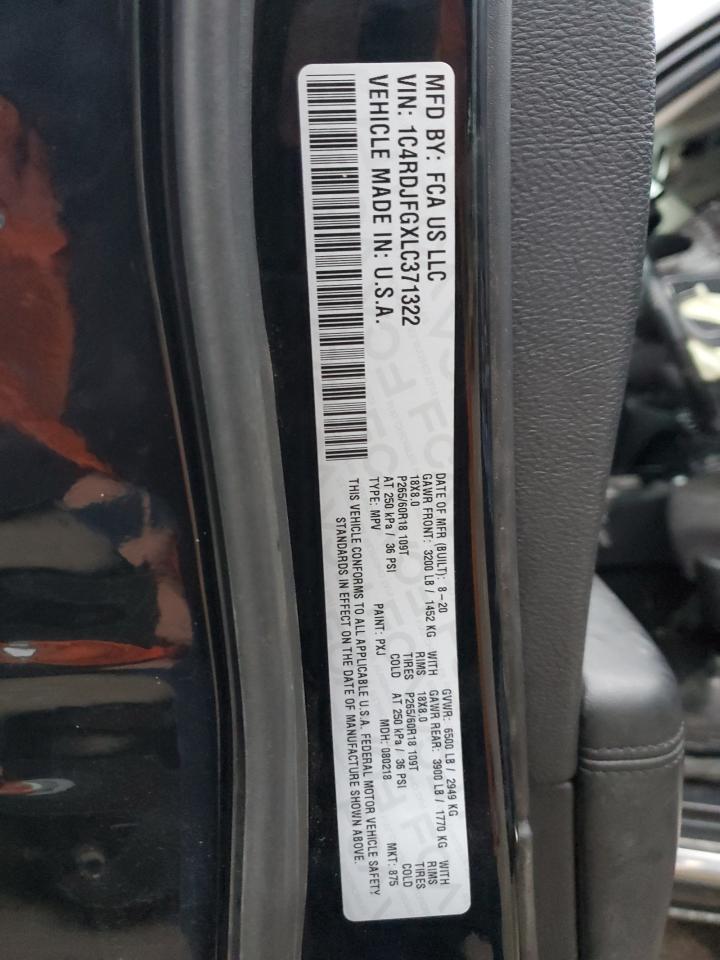 MFD BY: FCA US LLC
VIN: 1C4RDJFGXLC371322
VEHICLE MADE IN: U.S.A.
DATE OF MFR (BUILT): 8-20 GVWR: 6500 LB / 2949 KG
GAWR FRONT: 3200 LB / 1452 KG WITH GAWR REAR: 3900 LB / 1770 KG WITH
18X8.0 RIMS 18X8.0 RIMS
P265/60R18 109T TIRES P265/60R18 109T TIRES
AT 250 kPa / 36 PSI COLD AT 250 kPa / 36 PSI COLD
TYPE: MPV PAINT: PXJ MDH: 080218 MKT: 875
THIS VEHICLE CONFORMS TO ALL APPLICABLE U.S.A. FEDERAL MOTOR VEHICLE SAFETY
STANDARDS IN EFFECT ON THE DATE OF MANUFACTURE SHOWN ABOVE.